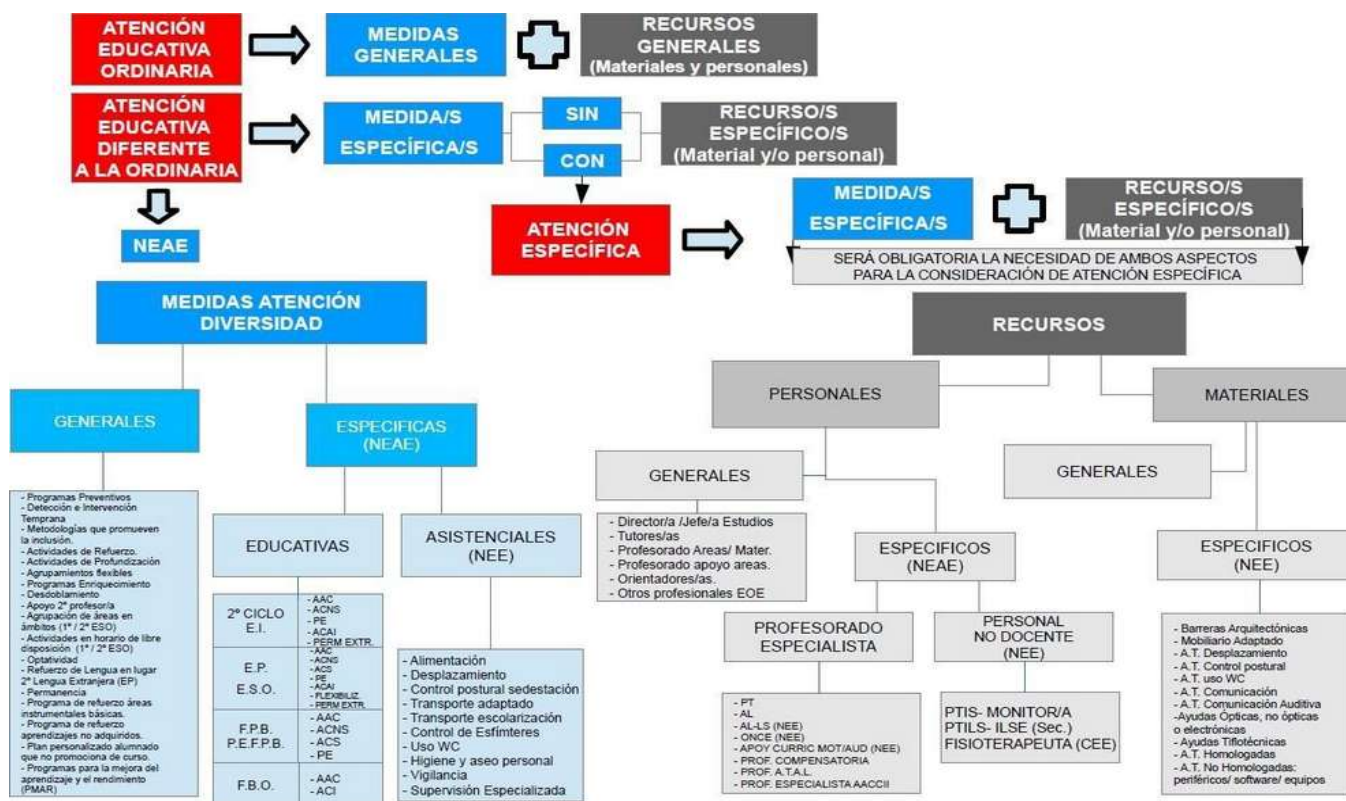 ATENCIÓN
EDUCATIVA
ORDINARIA
MEDIDAS
GENERALES
RECURSOS
GENERALES
(Materiales y personales)
ATENCIÓN
EDUCATIVA
DIFERENTE
A LA ORDINARIA
MEDIDA/S
ESPECÍFICA/S
SIN
CON
RECURSO/S
ESPECÍFICO/S
(Material y/o personal)
NEAE
ATENCIÓN
ESPECÍFICA
MEDIDA/S
ESPECÍFICA/S
RECURSO/S
ESPECÍFICO/S
(Material y/o personal)
SERÁ OBLIGATORIA LA NECESIDAD DE AMBOS ASPECTOS
PARA LA CONSIDERACIÓN DE ATENCIÓN ESPECÍFICA
MEDIDAS ATENCIÓN
DIVERSIDAD
GENERALES
- Programas Preventivos
- Detección e Intervención
Temprana
- Metodologías que promueven
la inclusión.
- Actividades de Refuerzo.
- Actividades de Profundización
- Agrupamientos flexibles
- Programas Enriquecimiento
- Desdoblamiento
- Apoyo 2º profesor/a
- Agrupación de áreas en
ámbitos (1º / 2º ESO)
- Actividades en horario de libre
disposición (1º / 2º ESO)
- Optatividad
- Refuerzo de Lengua en lugar
2º Lengua Extranjera (EP)
- Permanencia
- Programa de refuerzo áreas
instrumentales básicas.
- Programa de refuerzo
aprendizajes no adquiridos.
- Plan personalizado alumnado
que no promociona de curso.
- Programas para la mejora del
aprendizaje y el rendimiento
(PMAR)
ESPECIFICAS
(NEAE)
EDUCATIVAS
2º CICLO
E.I.
- AAC
- ACNS
- PE
- ACAI
- PERM EXTR.
E.P.
E.S.O.
- AAC
- ACNS
- ACS
- PE
- ACAI
- FLEXIBILIZ.
- PERM EXTR.
F.P.B.
P.E.F.P.B.
- AAC
- ACNS
- ACS
- PE
F.B.O.
- AAC
- ACI
ASISTENCIALES
(NEE)
- Alimentación
- Desplazamiento
- Control postural sedestación
- Transporte adaptado
- Transporte escolarización
- Control de Esfímteres
- Uso WC
- Higiene y aseo personal
- Vigilancia
- Supervisión Especializada
RECURSOS
PERSONALES
GENERALES
- Director/a /Jefe/a Estudios
- Tutores/as
- Profesorado Areas/ Mater.
- Profesorado apoyo areas.
- Orientadores/as.
- Otros profesionales EOE
ESPECIFICOS
(NEAE)
PROFESORADO
ESPECIALISTA
- PT
- AL
- AL-LS (NEE)
- ONCE (NEE)
- APOY CURRIC MOT/AUD (NEE)
- PROF. COMPENSATORIA
- PROF. A.T.A.L.
- PROF. ESPECIALISTA AACCII
PERSONAL
NO DOCENTE
(NEE)
PTIS- MONITOR/A
PTILS- ILSE (Sec.)
FISIOTERAPEUTA (CEE)
MATERIALES
GENERALES
ESPECIFICOS
(NEE)
- Barreras Arquitectónicas
- Mobiliario Adaptado
- A.T. Desplazamiento
- A.T. Control postural
- A.T. uso WC
- A.T. Comunicación
- A.T. Comunicación Auditiva
-Ayudas Ópticas, no ópticas
o electrónicas
- Ayudas Tiflotécnicas
- A.T. Homologadas
- A.T. No Homologadas:
periféricos/ software/ equipos